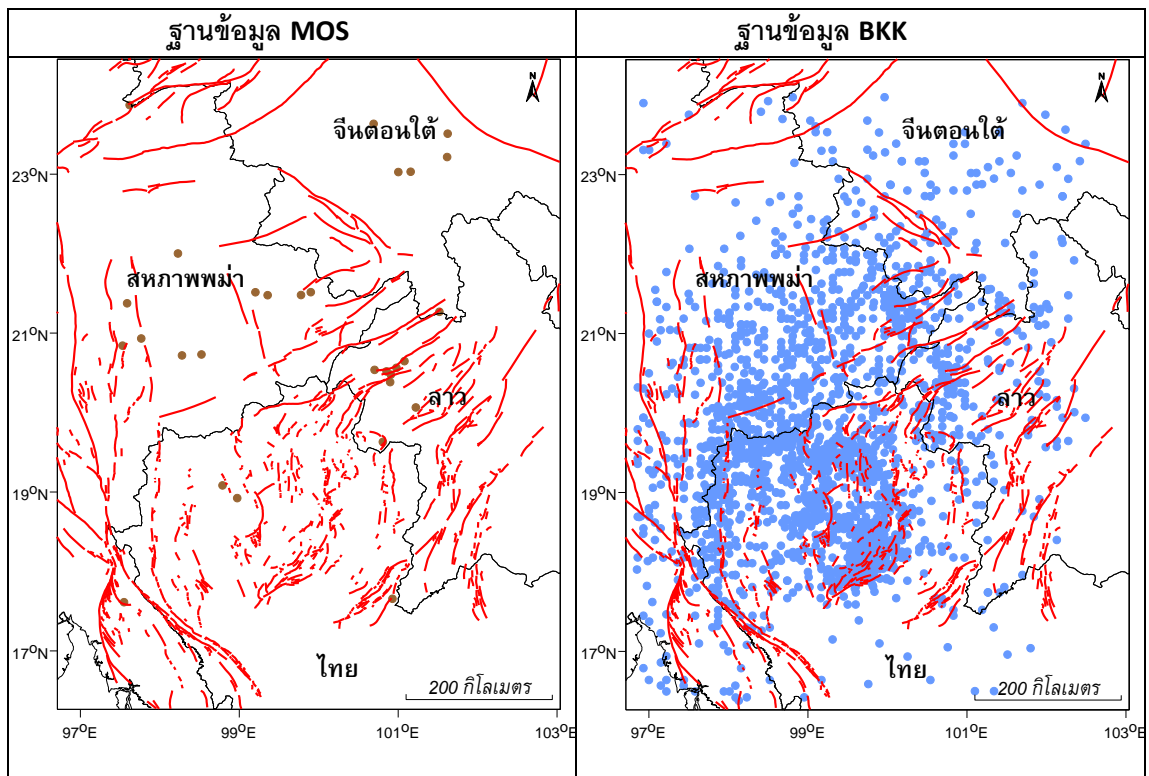 ฐานข้อมูล MOS
ฐานข้อมูล BKK
N
จีนตอนใต้
23°N
สหภาพพม่า
21°N
ลาว
19°N
17°N
ไทย
200 กิโลเมตร
97°E
99°E
101°E
103°E
N
จีนตอนใต้
23°N
สหภาพพม่า
21°N
ลาว
19°N
17°N
ไทย
200 กิโลเมตร
97°E
99°E
101°E
103°E